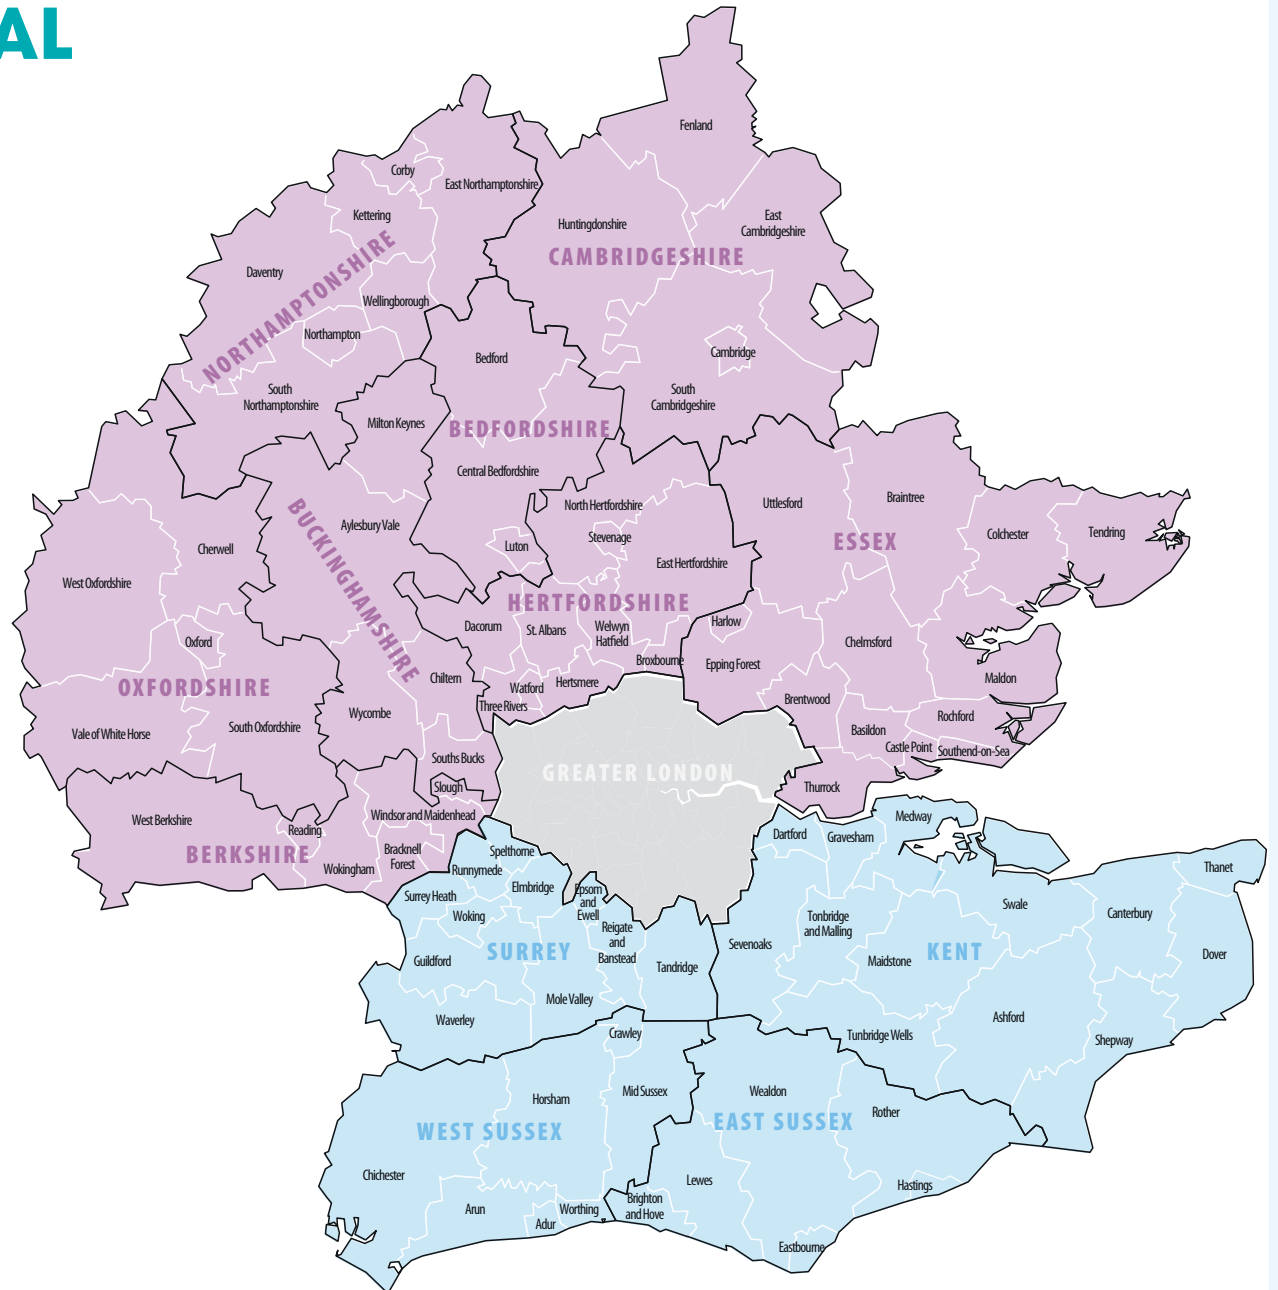 AL
Fenland
Corby
East Northamptonshire
Kettering
Huntingdonshire
East
Cambridgeshire
CAMBRIDGESHIRE
NORTHAMPTONSHIRE
Daventry
Wellingborough
Northampton
Cambridge
Bedford
South
Northamptonshire
South
Cambridgeshire
Milton Keynes
BEDFORDSHIRE
Central Bedfordshire
BUCKINGHAMSHIRE
Aylesbury Vale
North Hertfordshire
Stevenage
Luton
East Hertfordshire
Uttlesford
Braintree
ESSEX
Colchester
Tendring
Cherwell
West Oxfordshire
HERTFORDSHIRE
Dacorum
St. Albans
Welwyn
Hatfield
Harlow
Oxford
Chelmsford
Broxbourne
Epping Forest
OXFORDSHIRE
Chiltern
Watford
Hertsmere
Maldon
Three Rivers
Brentwood
Wycombe
Rochford
Vale of White Horse
South Oxfordshire
Basildon
Castle Point
Southend-on-Sea
Souths Bucks
GREATER LONDON
Slough
Thurrock
West Berkshire
Windsor and Maidenhead
Reading
BERKSHIRE
Bracknell
Forest
Wokingham
Medway
Dartford
Gravesham
Spelthorne
Runnymede
Thanet
Elmbridge
Epsom
and
Ewell
Surrey Heath
Woking
Swale
Canterbury
Tonbridge
and Malling
Reigate
and
Banstead
Sevenoaks
SURREY
KENT
Guildford
Maidstone
Dover
Tandridge
Mole Valley
Waverley
Ashford
Crawley
Tunbridge Wells
Shepway
Horsham
Mid Sussex
Wealdon
Rother
WEST SUSSEX
EAST SUSSEX
Chichester
Lewes
Hastings
Arun
Worthing
Adur
Brighton
and Hove
Eastbourne